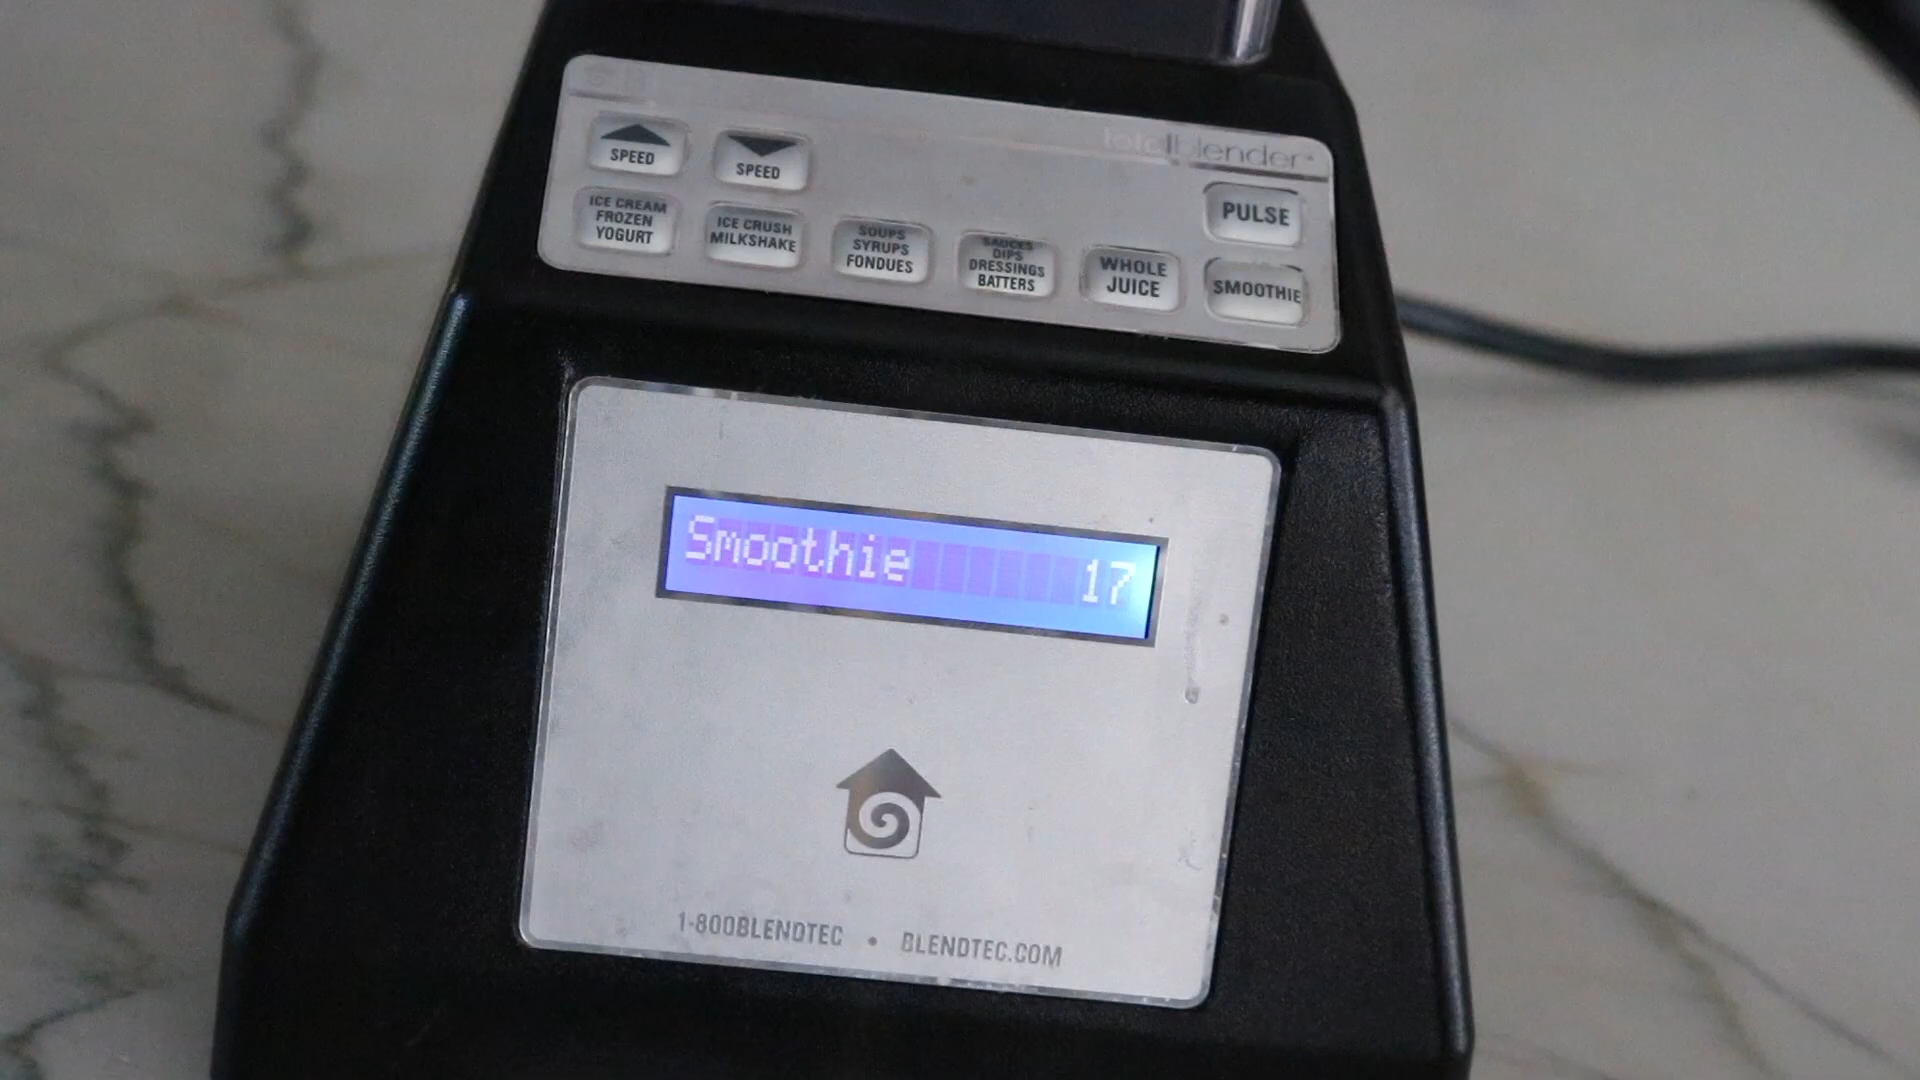 totalblender
SPEED
SPEED
PULSE
ICE CREAM
FROZEN
YOGURT
ICE CRUSH
MILKSHAKE
SOUPS
SYRUPS
FONDUES
SAUCES
DIPS
DRESSINGS
BATTERS
WHOLE
JUICE
SMOOTHIE
Smoothie 17
1-800BLENDTEC • BLENDTEC.COM